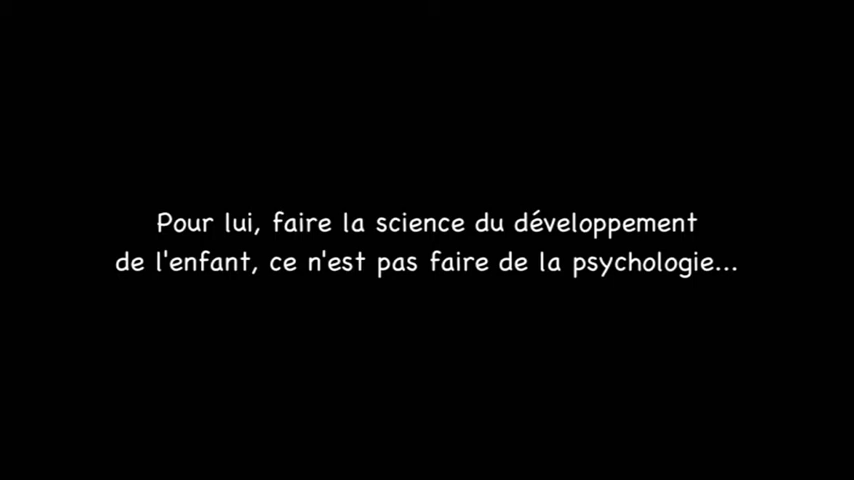 Pour lui, faire la science du développement
de l'enfant, ce n'est pas faire de la psychologie...